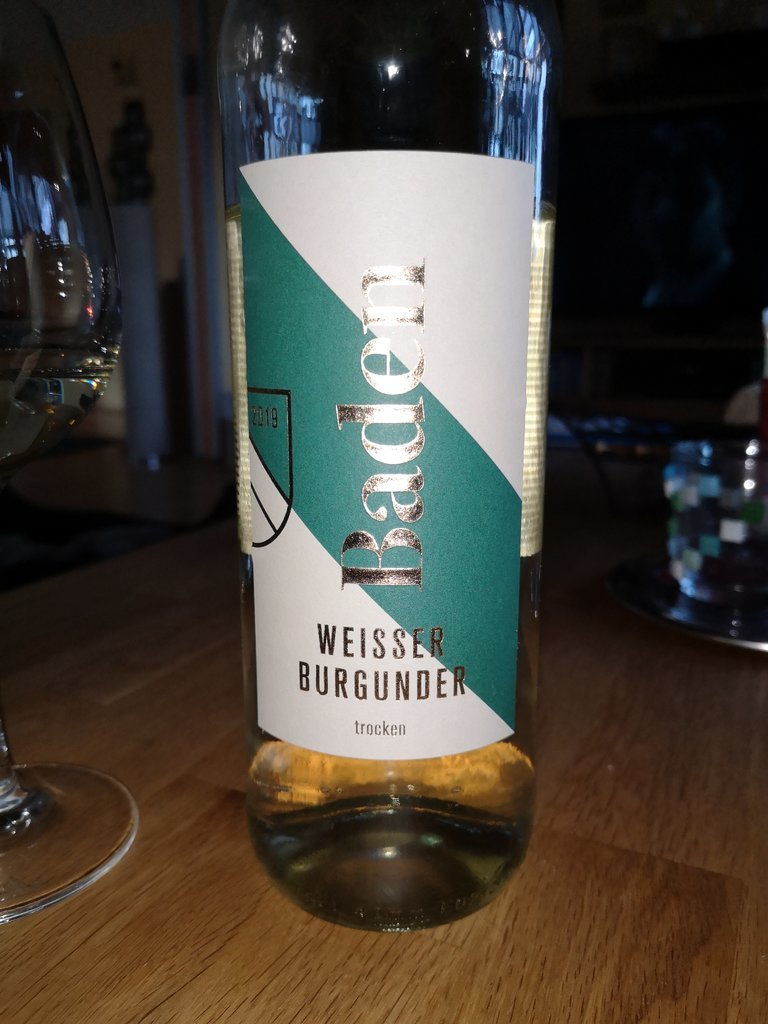 2019
Baden
WEISSER
BURGUNDER
trocken